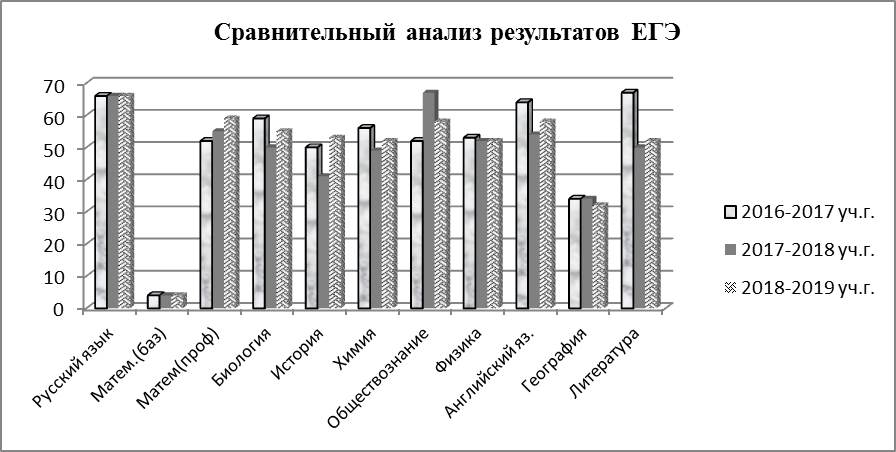 Сравнительный анализ результатов ЕГЭ
70
60
50
40
30
20
10
0
Русский язык
Матем.(баз)
Матем(проф)
Биология
История
Химия
Обществознание
Физика
Английский яз.
География
Литература
2016-2017 уч.г.
2017-2018 уч.г.
2018-2019 уч.г.